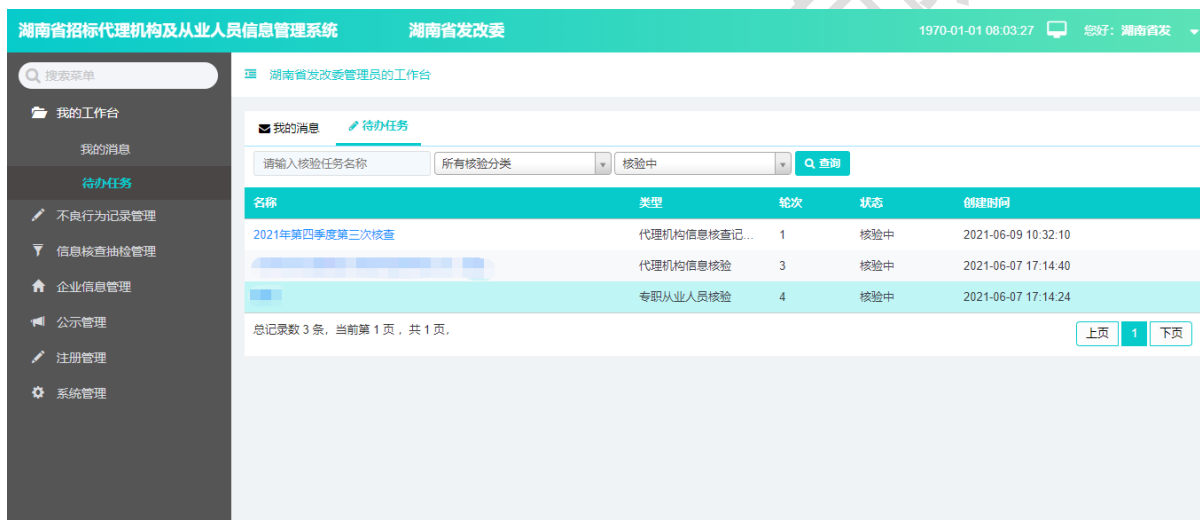 湖南省招标代理机构及从业人员信息管理系统 湖南省发改委 1970-01-01 08:03:27 您好：湖南省发
搜索菜单
湖南省发改委管理员的工作台
我的工作台
我的消息
待办任务
不良行为记录管理
信息核查抽检管理
企业信息管理
公示管理
注册管理
系统管理
我的消息 待办任务
请输入核验任务名称 所有核验分类 核验中 查询
名称 类型 轮次 状态 创建时间
2021年第四季度第三次核查 代理机构信息核查记... 1 核验中 2021-06-09 10:32:10
代理机构信息核验 3 核验中 2021-06-07 17:14:40
专职从业人员核验 4 核验中 2021-06-07 17:14:24
总记录数 3 条，当前第 1 页 ，共 1 页，
上页 1 下页